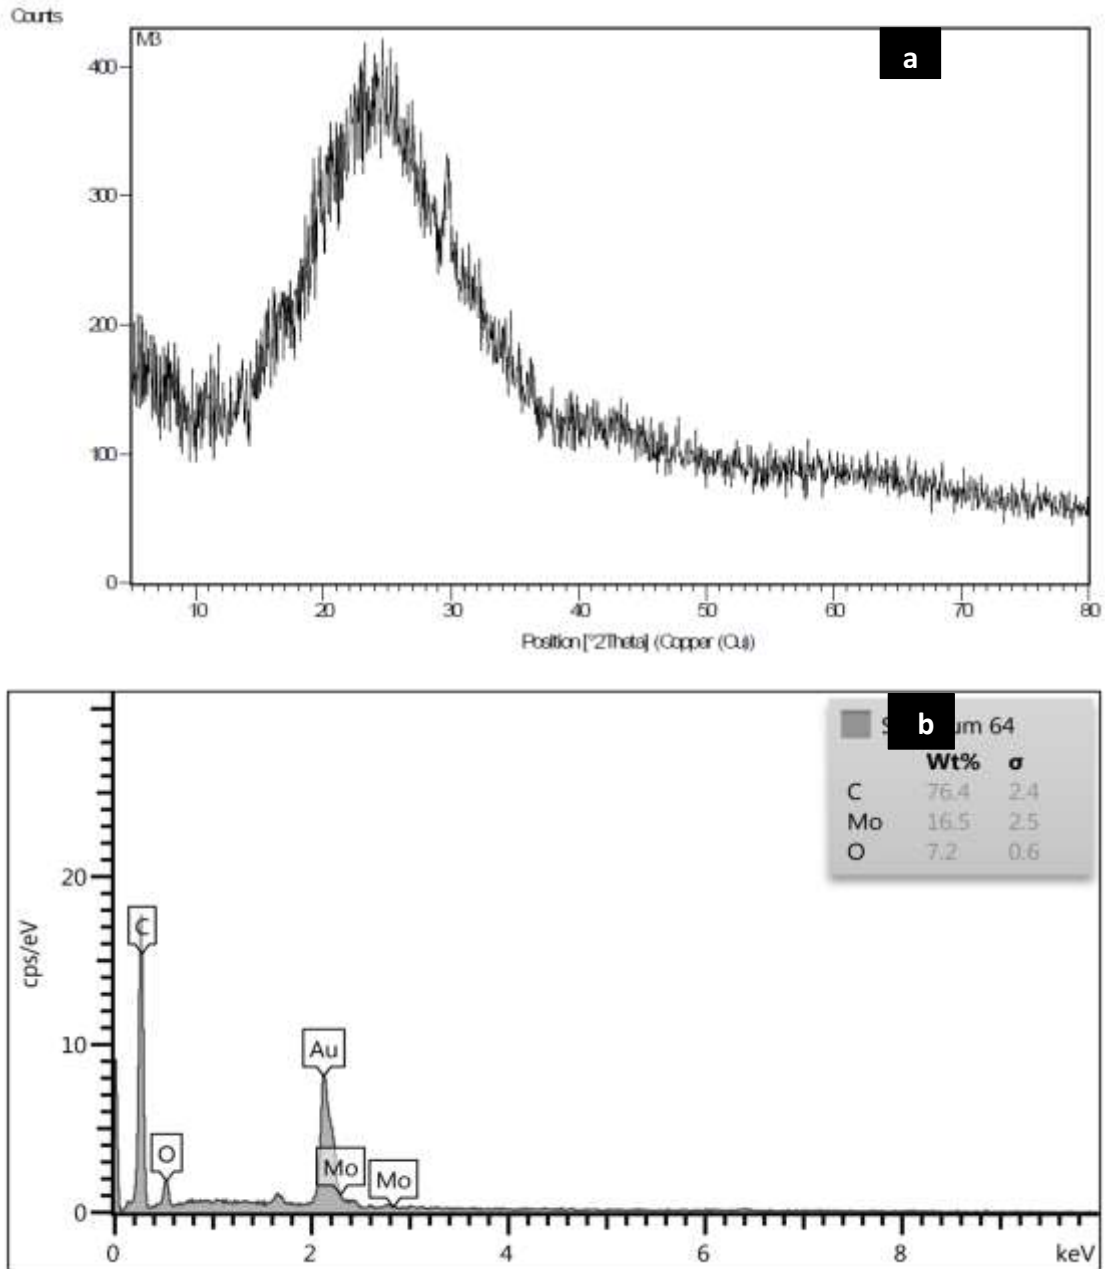 Counts
M3
a
400
300
200
100
0
10 20 30 40 50 60 70 80
Position [°2Theta] (Copper (Cu))
b
um 64
Wt% σ
C 76.4 2.4
Mo 16.5 2.5
O 7.2 0.6
20
cps/eV
C
10
Au
O
Mo
Mo
0
0 2 4 6 8 keV